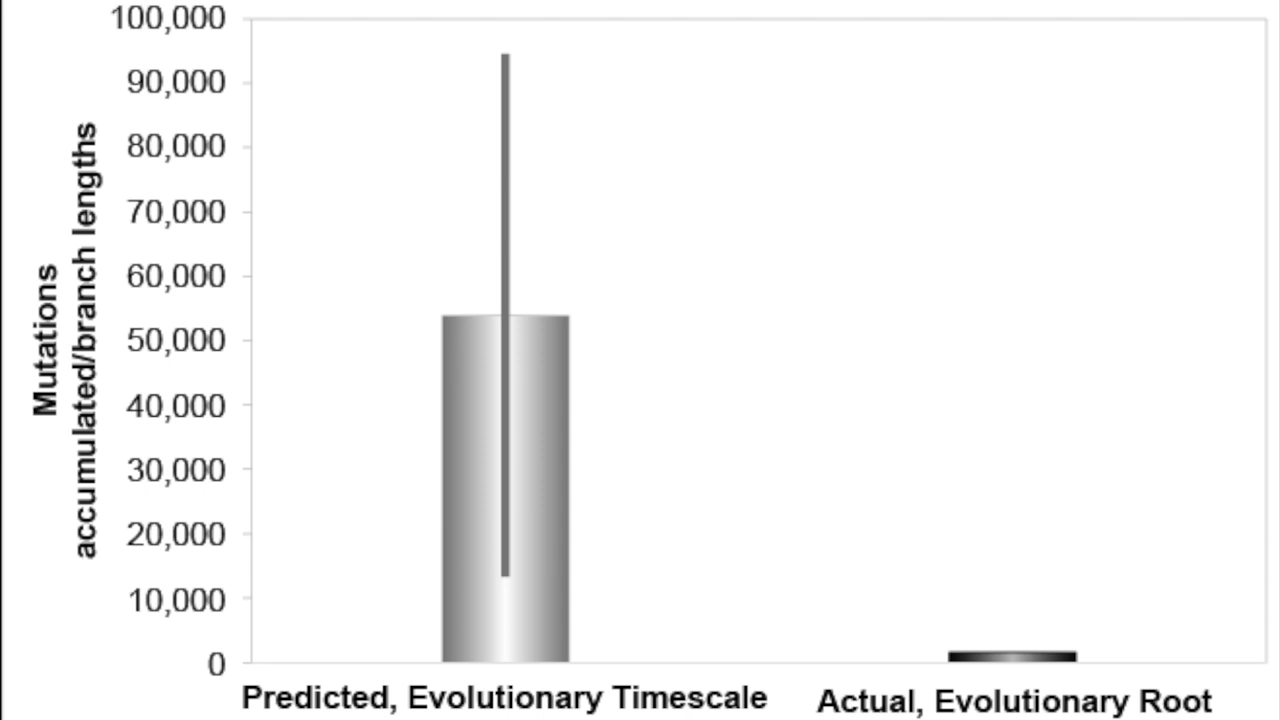 100,000
90,000
80,000
70,000
60,000
50,000
40,000
30,000
20,000
10,000
0
Mutations
accumulated/branch lengths
Predicted, Evolutionary Timescale
Actual, Evolutionary Root